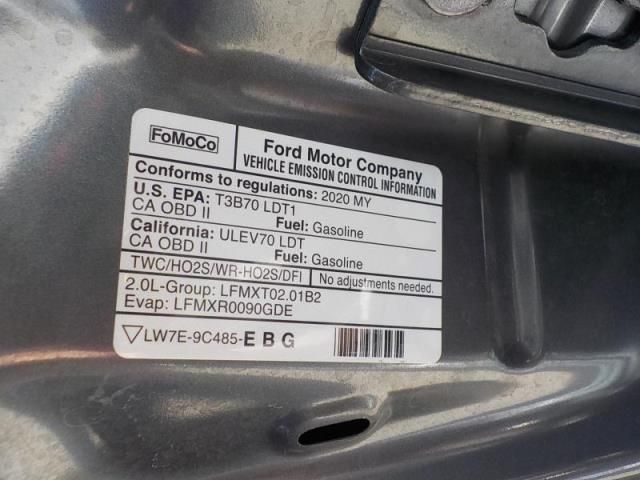 FoMoCo
Ford Motor Company
VEHICLE EMISSION CONTROL INFORMATION
Conforms to regulations: 2020 MY
U.S. EPA: T3B70 LDT1
CA OBD II Fuel: Gasoline
California: ULEV70 LDT
CA OBD II Fuel: Gasoline
TWC/HO2S/WR-HO2S/DFI No adjustments needed.
2.0L-Group: LFMXT02.01B2
Evap: LFMXR0090GDE
LW7E-9C485-E B G